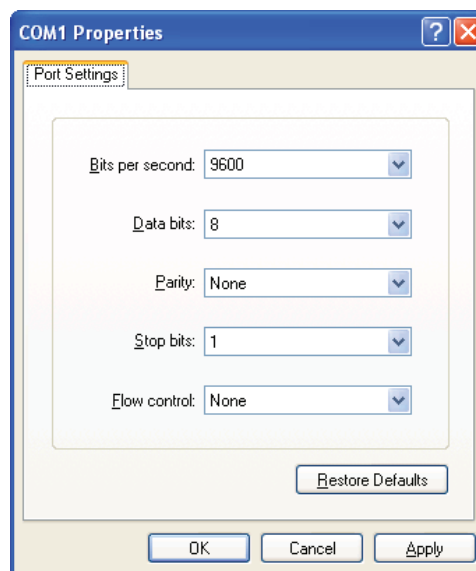 COM1 Properties
Port Settings
Bits per second: 9600
Data bits: 8
Parity: None
Stop bits: 1
Flow control: None
Restore Defaults
OK Cancel Apply